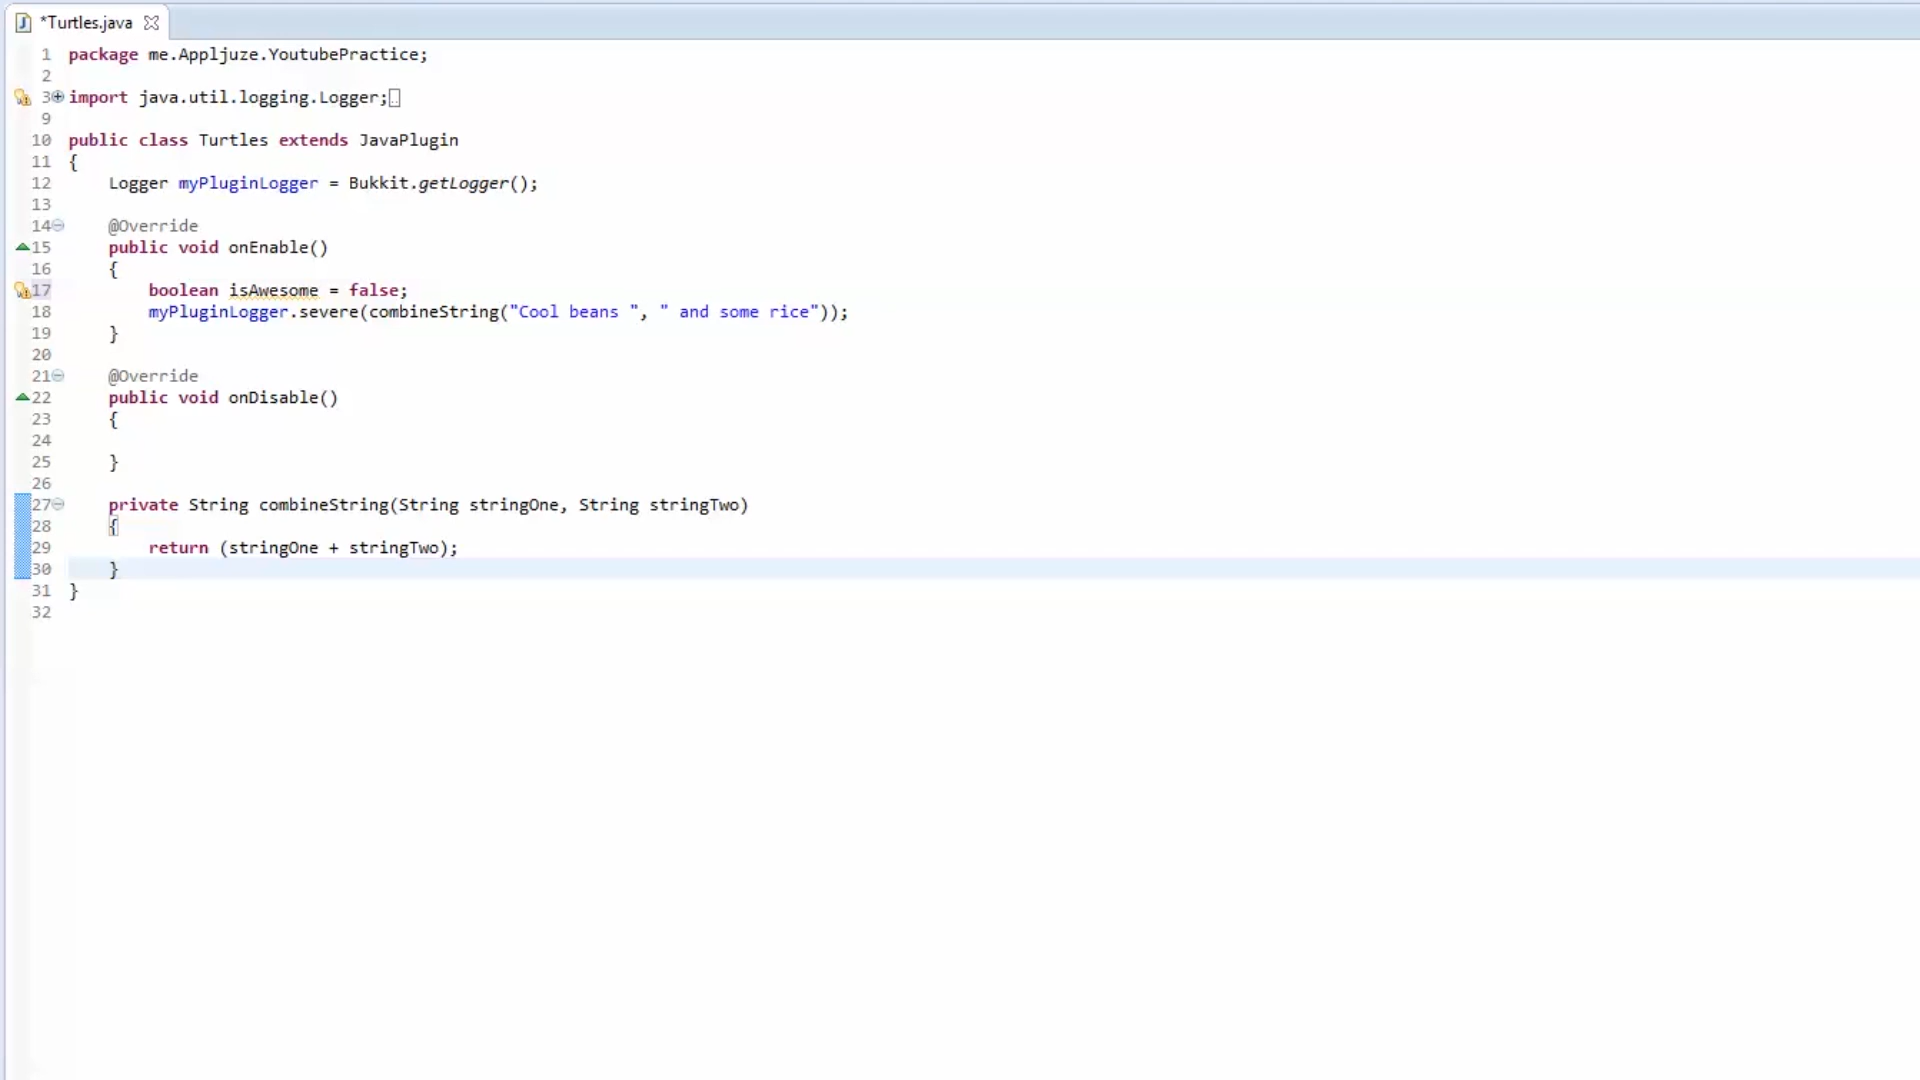 *Turtles.java
1 package me.Appljuze.YoutubePractice;
2
3 import java.util.logging.Logger;
9
10 public class Turtles extends JavaPlugin
11 {
12 Logger myPluginLogger = Bukkit.getLogger();
13
14 @Override
15 public void onEnable()
16 {
17 boolean isAwesome = false;
18 myPluginLogger.severe(combineString("Cool beans ", " and some rice"));
19 }
20
21 @Override
22 public void onDisable()
23 {
24
25 }
26
27 private String combineString(String stringOne, String stringTwo)
28 {
29 return (stringOne + stringTwo);
30 }
31 }
32